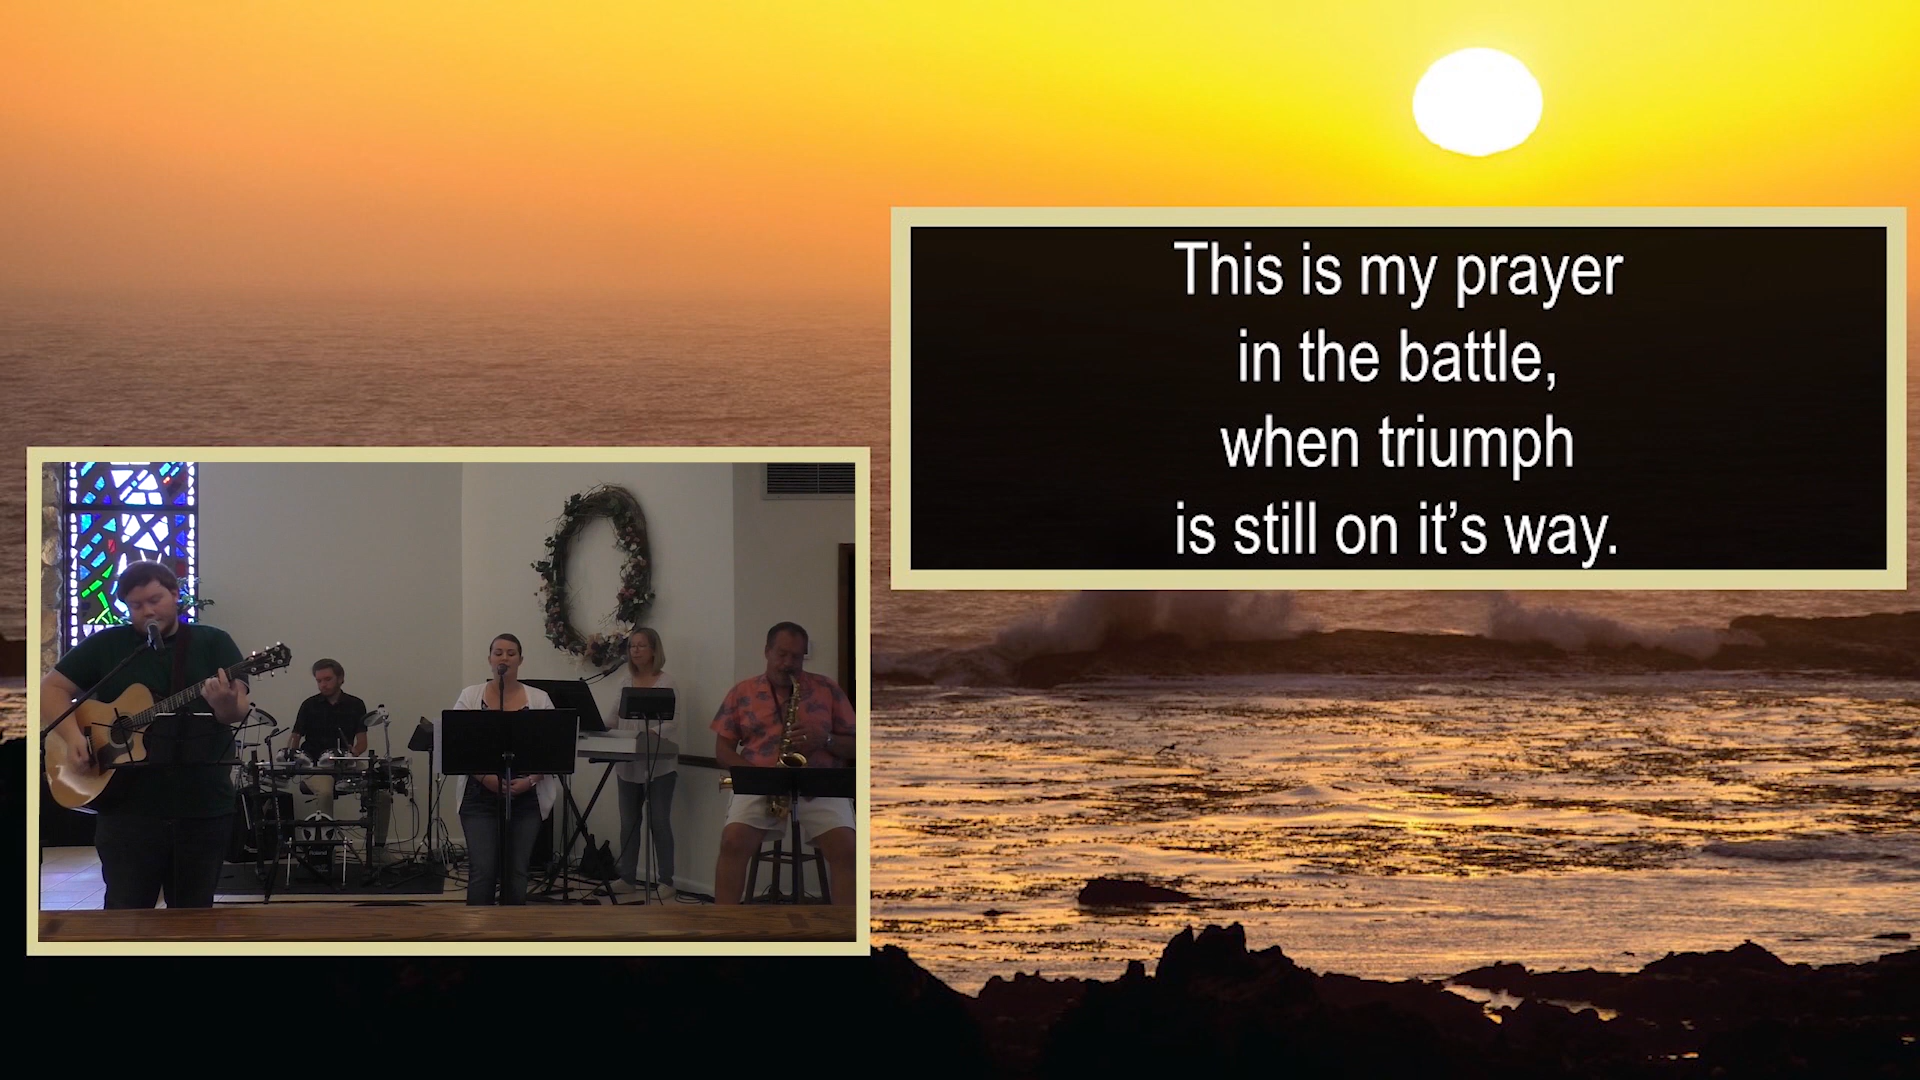 This is my prayer
in the battle,
when triumph
is still on it’s way.